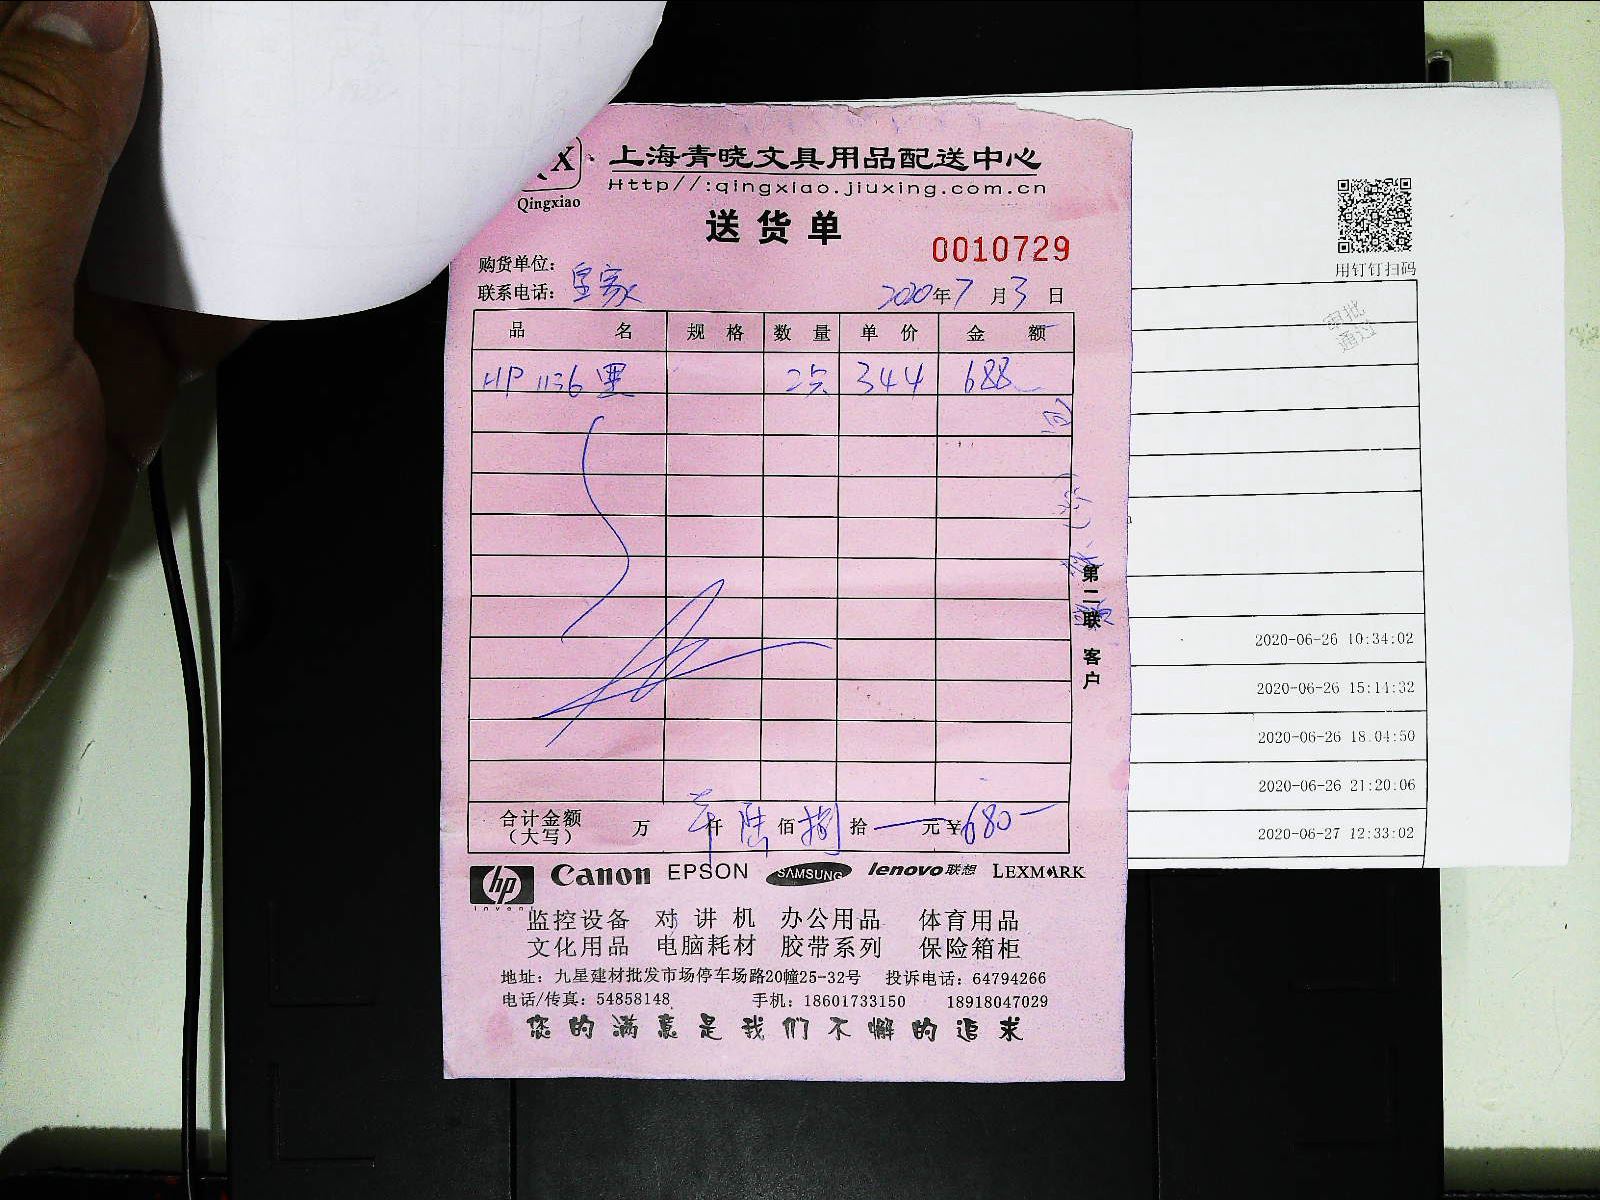 X
Qingxiao
上海青晓文具用品配送中心
Http//:qingxiao.jiuxing.com.cn
送货单
0010729
购货单位:
联系电话: 皇家
2020年7月3日
品名 规格 数量 单价 金额
HP 1136 墨 2只 344 688
合计金额(大写) 万 仟 陆 佰 捌 拾 元¥680
第二联 客户
hp invent Canon EPSON SAMSUNG lenovo联想 LEXMARK
监控设备 对讲机 办公用品 体育用品
文化用品 电脑耗材 胶带系列 保险箱柜
地址: 九星建材批发市场停车场路20幢25-32号 投诉电话: 64794266
电话/传真: 54858148 手机: 18601733150 18918047029
您的满意是我们不懈的追求
用钉钉扫码
审批通过
2020-06-26 10:34:02
2020-06-26 15:14:32
2020-06-26 18:04:50
2020-06-26 21:20:06
2020-06-27 12:33:02